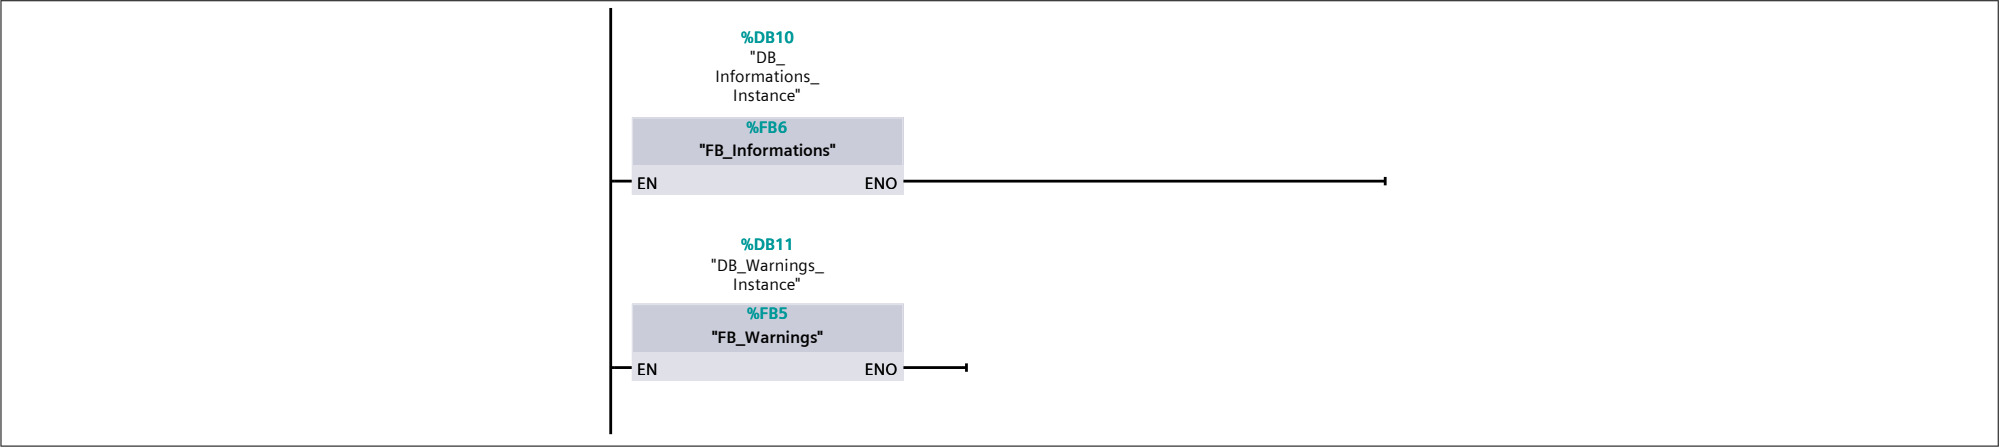 %DB10
"DB_
Informations_
Instance"
%FB6
"FB_Informations"
EN ENO
%DB11
"DB_Warnings_
Instance"
%FB5
"FB_Warnings"
EN ENO